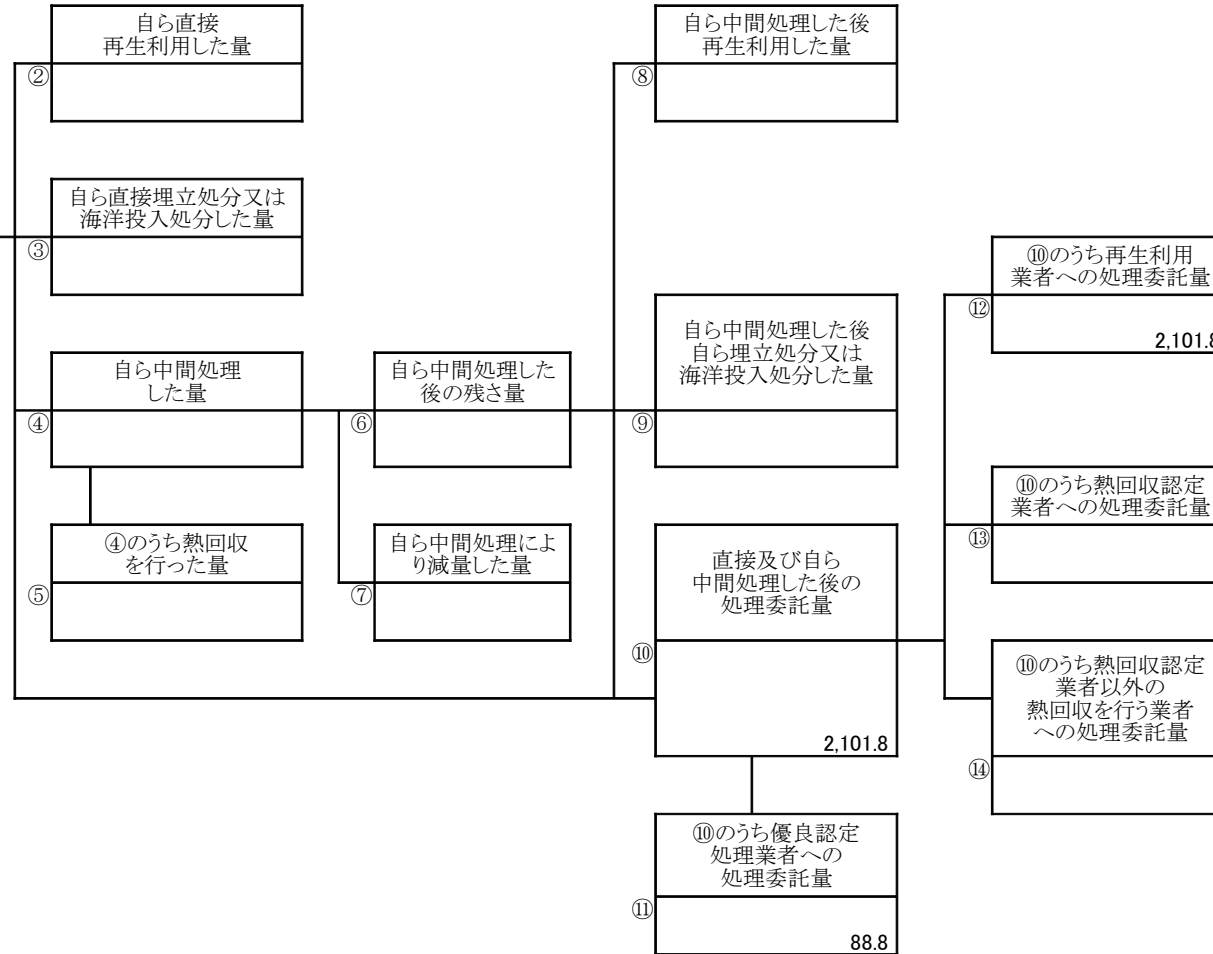 自ら直接
再生利用した量
②
自ら直接埋立処分又は
海洋投入処分した量
③
自ら中間処理
した量
④
④のうち熱回収
を行った量
⑤
自ら中間処理した
後の残さ量
⑥
自ら中間処理によ
り減量した量
⑦
自ら中間処理した後
再生利用した量
⑧
自ら中間処理した後
自ら埋立処分又は
海洋投入処分した量
⑨
直接及び自ら
中間処理した後の
処理委託量
⑩
2,101.8
⑩のうち優良認定
処理業者への
処理委託量
⑪
88.8
⑩のうち再生利用
業者への処理委託量
⑫
2,101.8
⑩のうち熱回収認定
業者への処理委託量
⑬
⑩のうち熱回収認定
業者以外の
熱回収を行う業者
への処理委託量
⑭